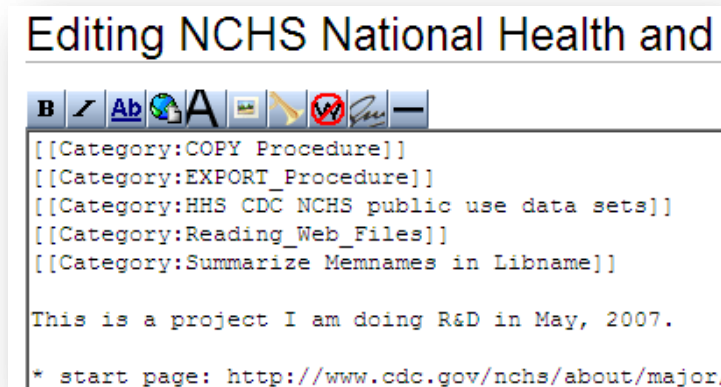 Editing NCHS National Health and
B I Ab A W
[[Category:COPY Procedure]]
[[Category:EXPORT_Procedure]]
[[Category:HHS CDC NCHS public use data sets]]
[[Category:Reading_Web_Files]]
[[Category:Summarize Memnames in Libname]]
This is a project I am doing R&D in May, 2007.
* start page: http://www.cdc.gov/nchs/about/major/